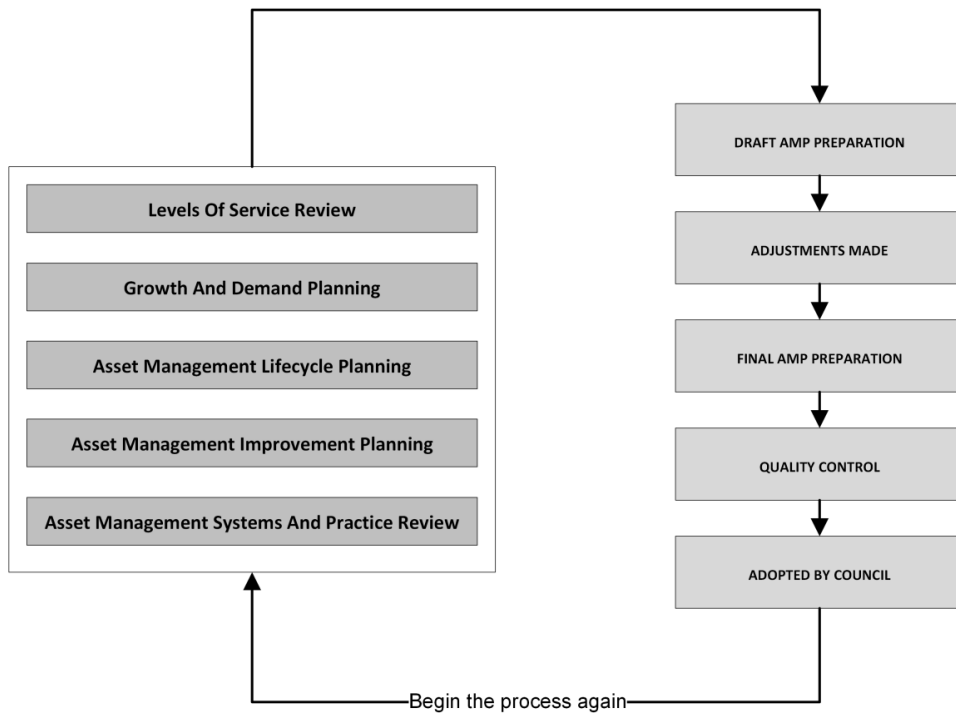 Levels Of Service Review
Growth And Demand Planning
Asset Management Lifecycle Planning
Asset Management Improvement Planning
Asset Management Systems And Practice Review
DRAFT AMP PREPARATION
ADJUSTMENTS MADE
FINAL AMP PREPARATION
QUALITY CONTROL
ADOPTED BY COUNCIL
Begin the process again